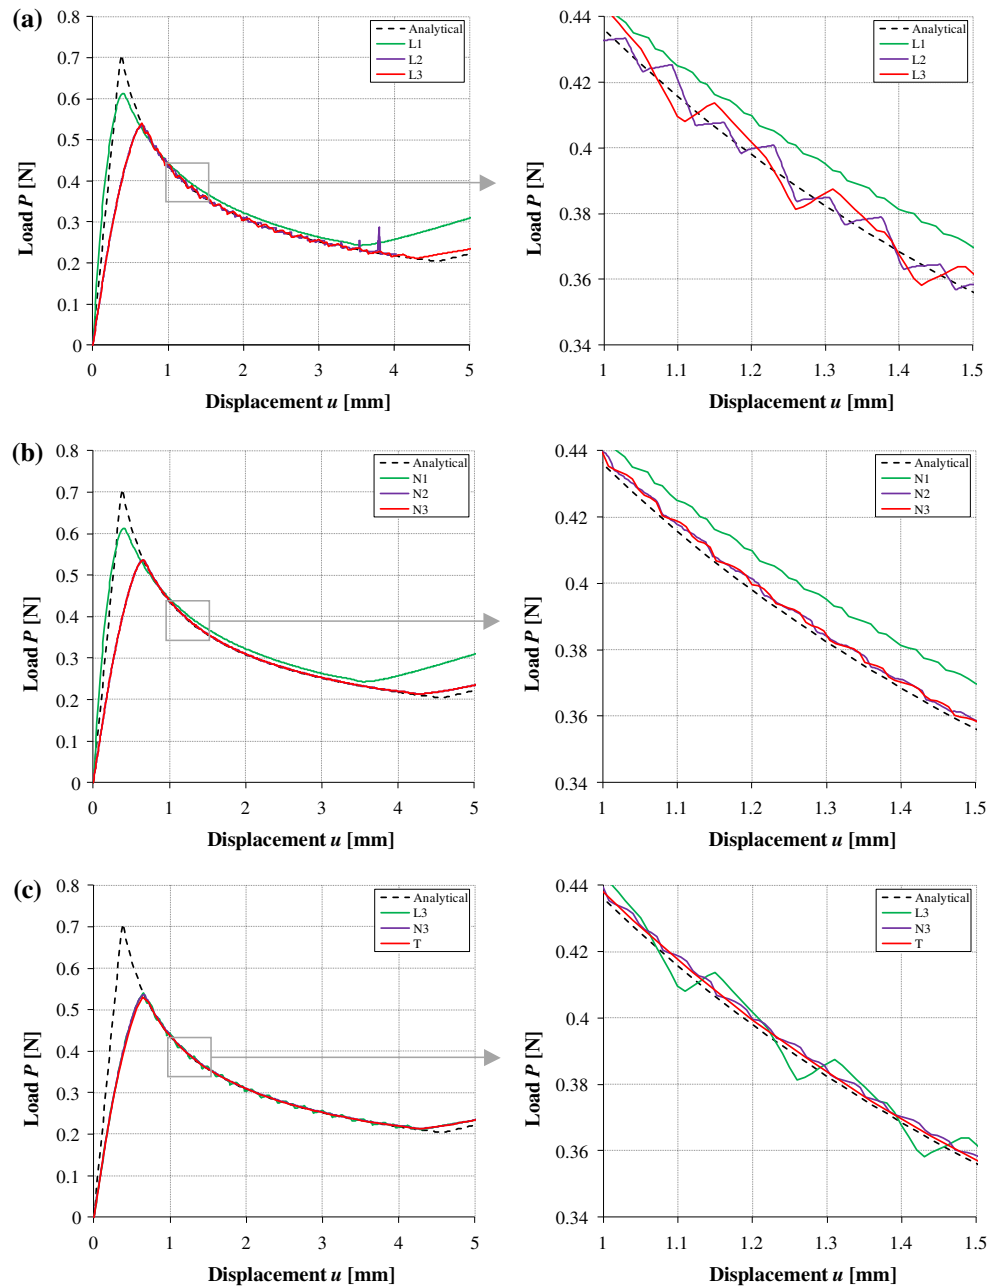 (a)
0.8
0.7
0.6
0.5
0.4
0.3
0.2
0.1
0
Load P [N]
0 1 2 3 4 5
Displacement u [mm]
Analytical
L1
L2
L3
0.44
0.42
0.4
0.38
0.36
0.34
Load P [N]
1 1.1 1.2 1.3 1.4 1.5
Displacement u [mm]
Analytical
L1
L2
L3
(b)
0.8
0.7
0.6
0.5
0.4
0.3
0.2
0.1
0
Load P [N]
0 1 2 3 4 5
Displacement u [mm]
Analytical
N1
N2
N3
0.44
0.42
0.4
0.38
0.36
0.34
Load P [N]
1 1.1 1.2 1.3 1.4 1.5
Displacement u [mm]
Analytical
N1
N2
N3
(c)
0.8
0.7
0.6
0.5
0.4
0.3
0.2
0.1
0
Load P [N]
0 1 2 3 4 5
Displacement u [mm]
Analytical
L3
N3
T
0.44
0.42
0.4
0.38
0.36
0.34
Load P [N]
1 1.1 1.2 1.3 1.4 1.5
Displacement u [mm]
Analytical
L3
N3
T